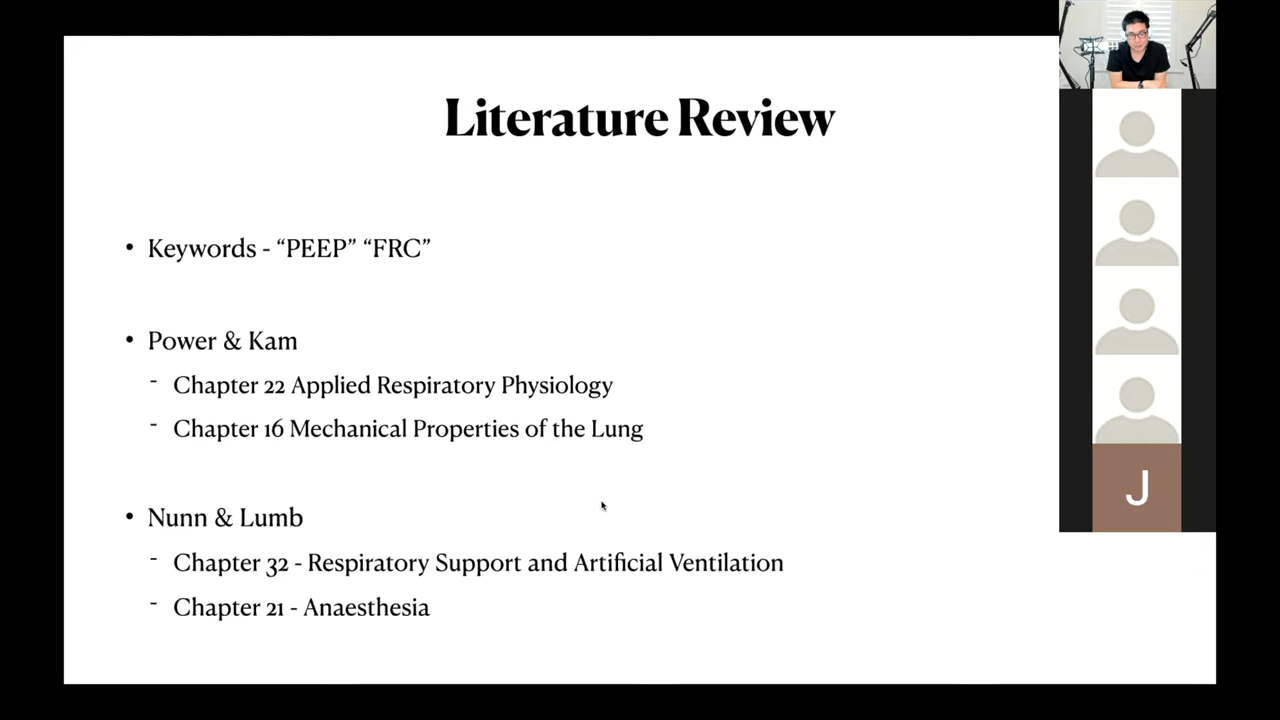 Literature Review
• Keywords - “PEEP” “FRC”
• Power & Kam
- Chapter 22 Applied Respiratory Physiology
- Chapter 16 Mechanical Properties of the Lung
• Nunn & Lumb
- Chapter 32 - Respiratory Support and Artificial Ventilation
- Chapter 21 - Anaesthesia
J